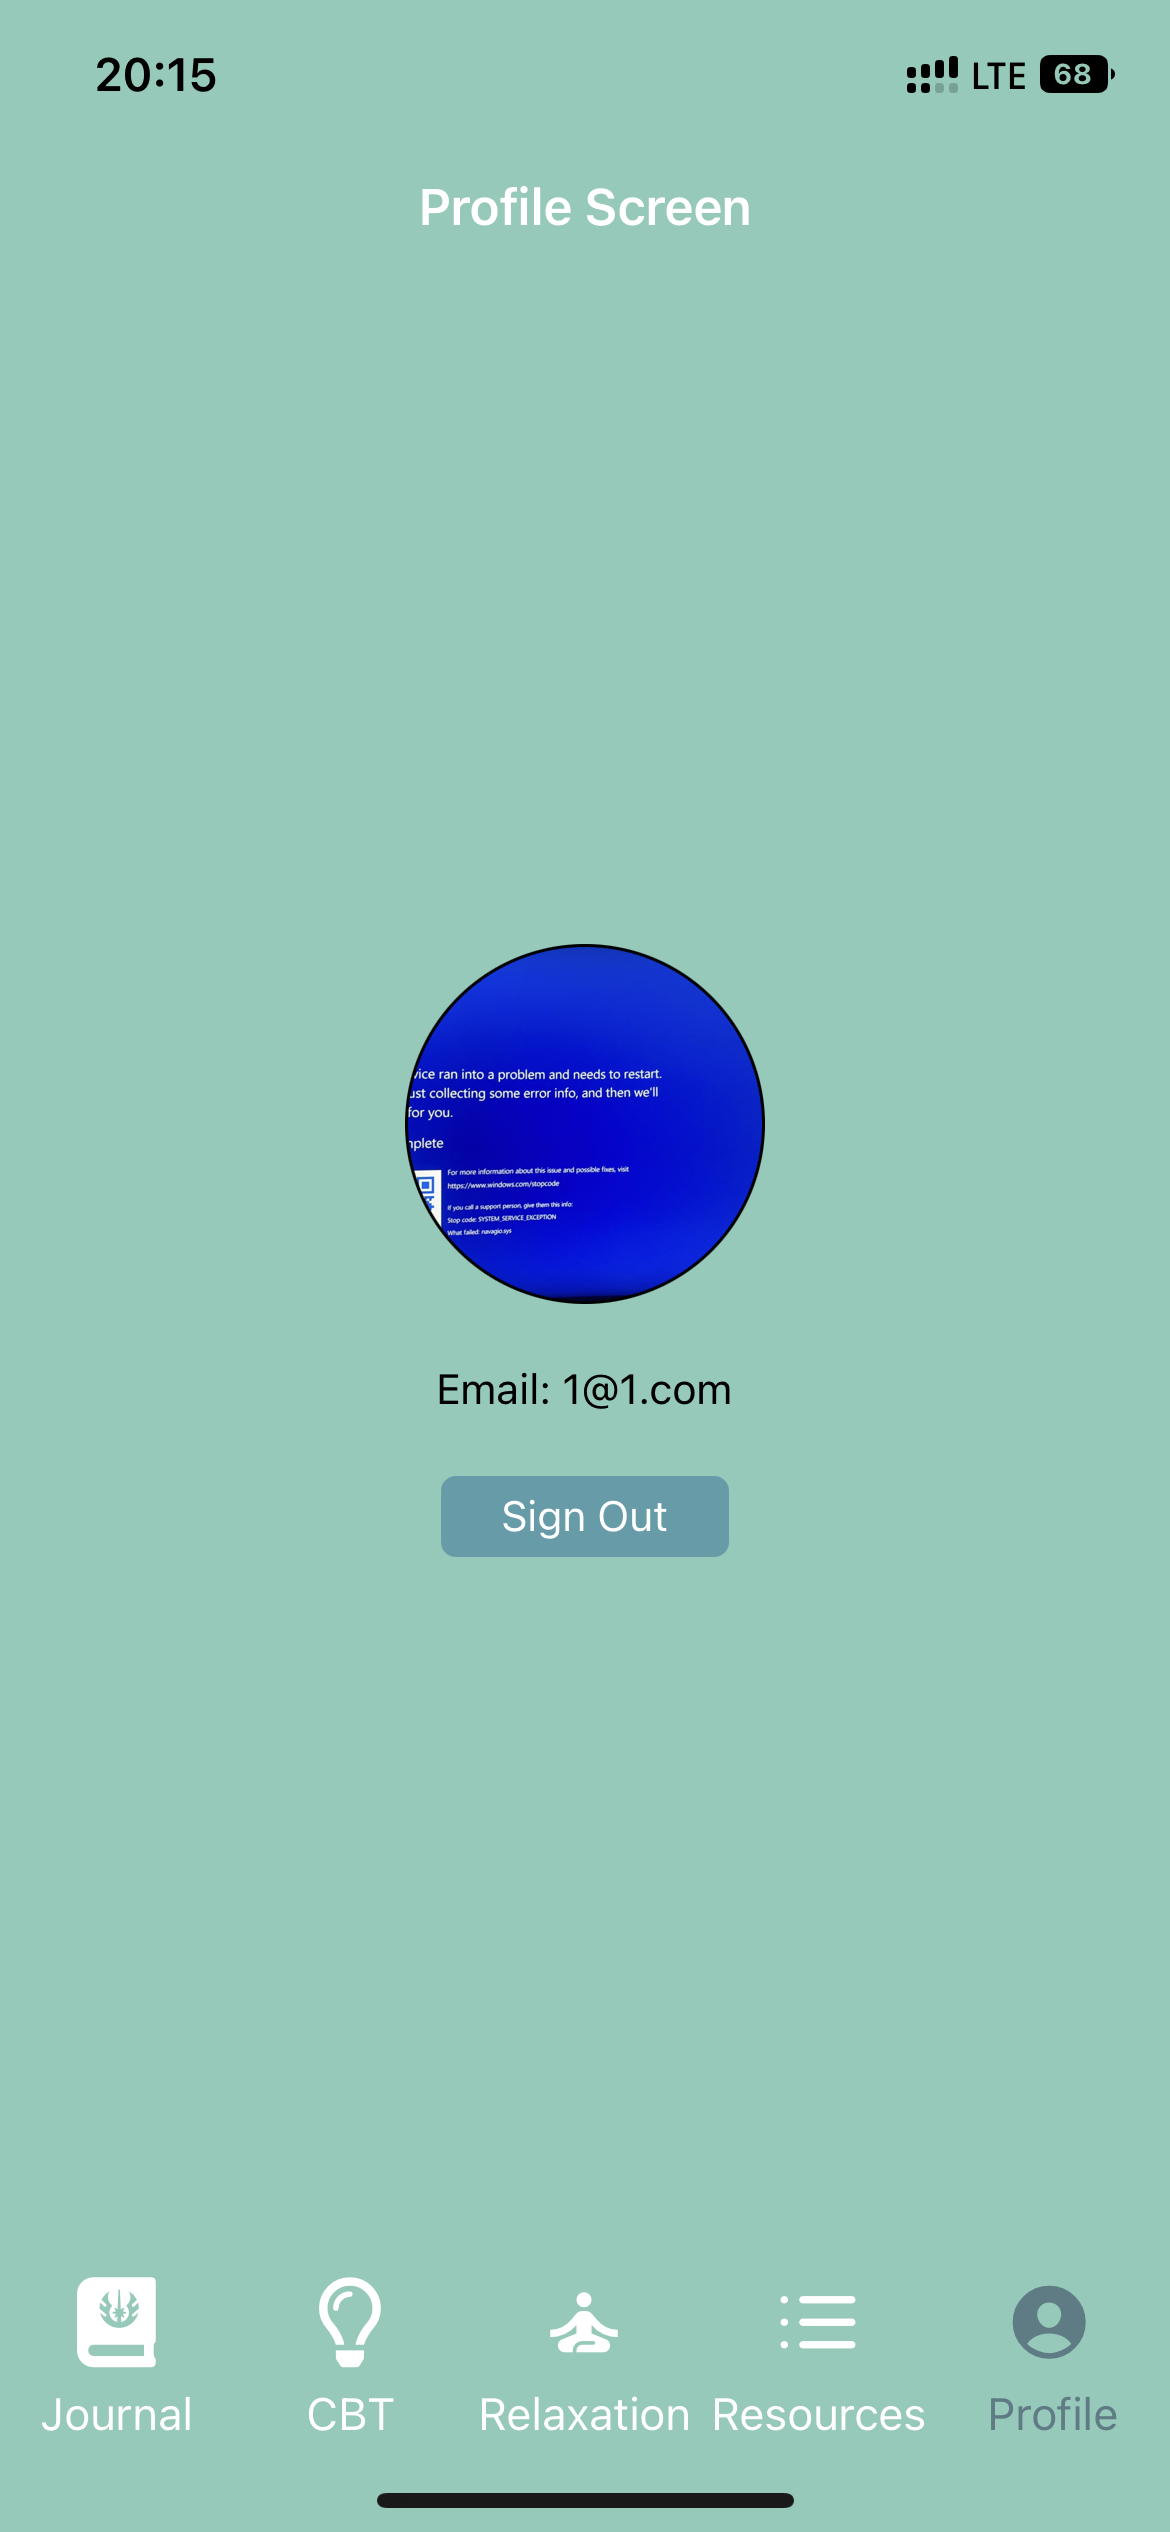 20:15
LTE 68
Profile Screen
ice ran into a problem and needs to restart.
ust collecting some error info, and then we'll
for you.
plete
For more information about this issue and possible fixes, visit
https://www.windows.com/stopcode
If you call a support person, give them this info:
Stop code: SYSTEM_SERVICE_EXCEPTION
What failed: navagio.sys
Email: 1@1.com
Sign Out
Journal CBT Relaxation Resources Profile